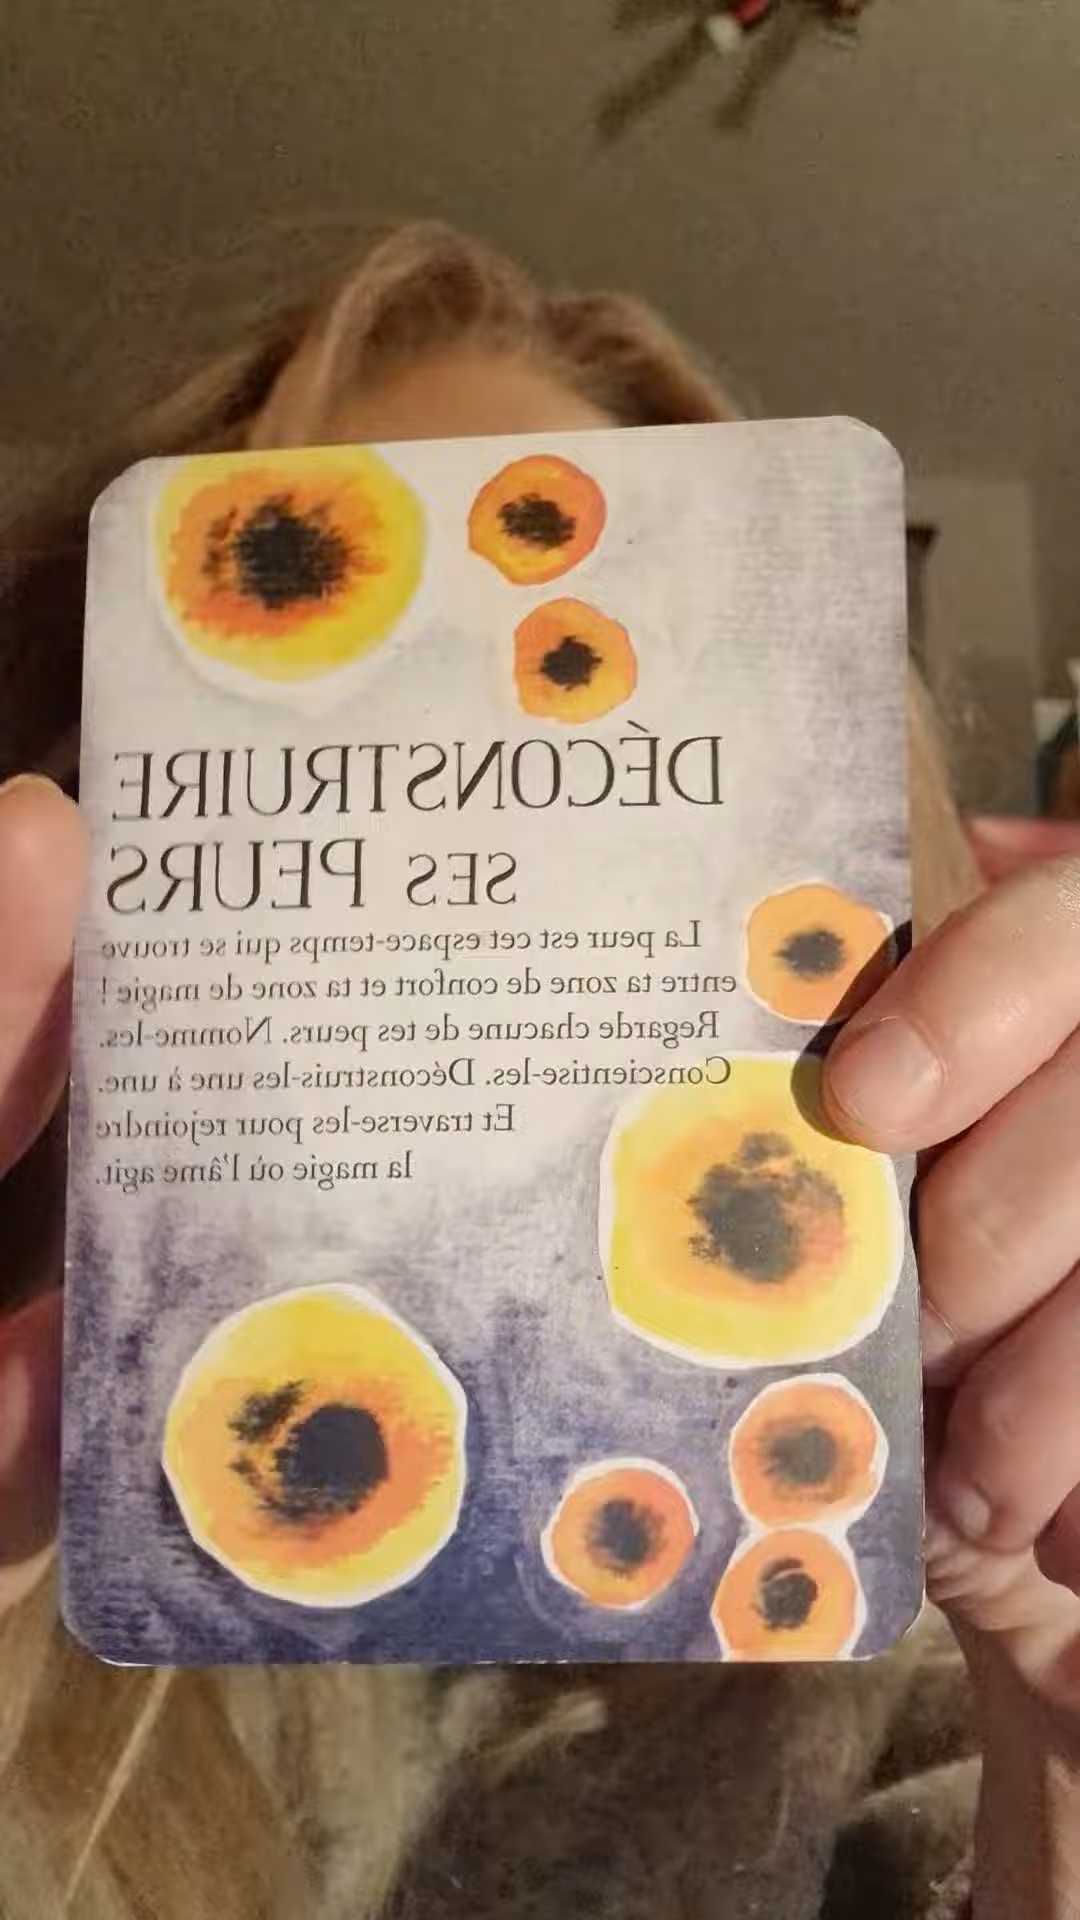 DÉCONSTRUIRE
SES PEURS
La peur est cet espace-temps qui se trouve
entre ta zone de confort et ta zone de magie !
Regarde chacune de tes peurs. Nomme-les.
Conscientise-les. Déconstruis-les une à une.
Et traverse-les pour rejoindre
la magie où l'âme agit.